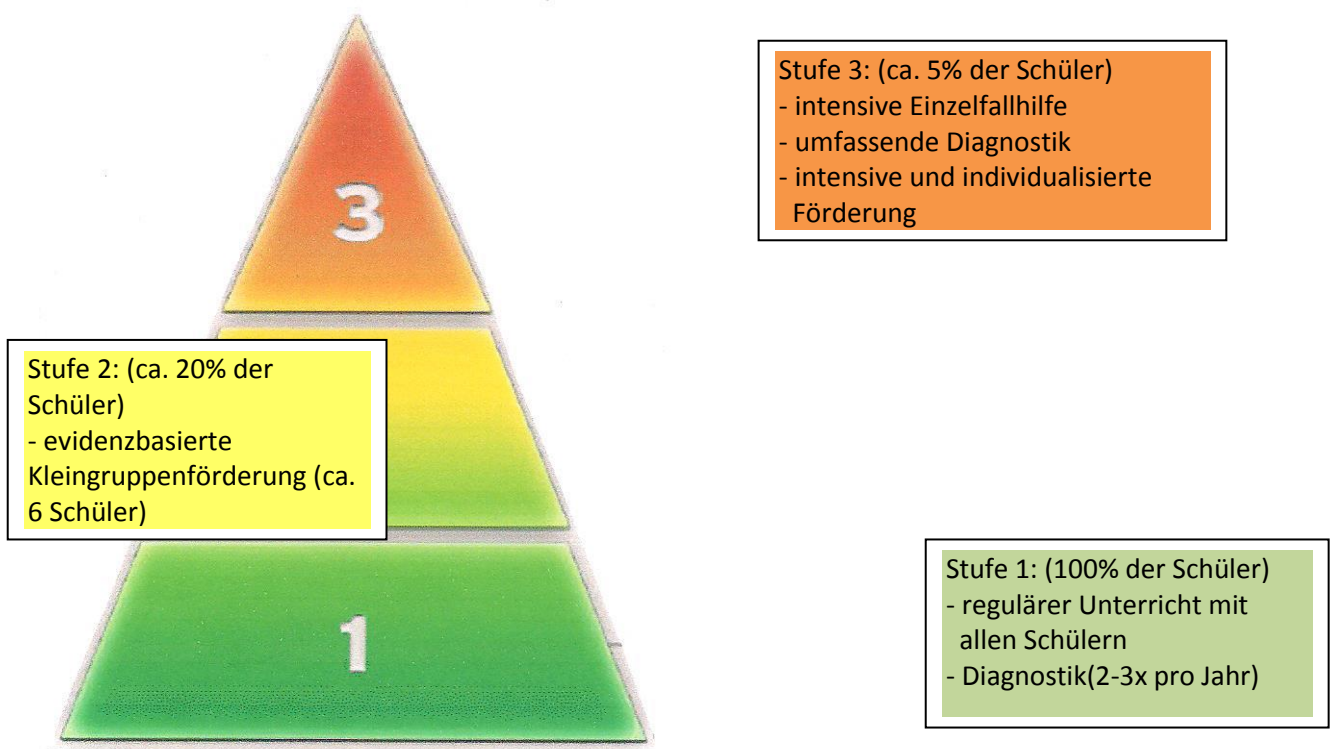 Stufe 3: (ca. 5% der Schüler)
- intensive Einzelfallhilfe
- umfassende Diagnostik
- intensive und individualisierte
Förderung
3
Stufe 2: (ca. 20% der
Schüler)
- evidenzbasierte
Kleingruppenförderung (ca.
6 Schüler)
1
Stufe 1: (100% der Schüler)
- regulärer Unterricht mit
allen Schülern
- Diagnostik(2-3x pro Jahr)